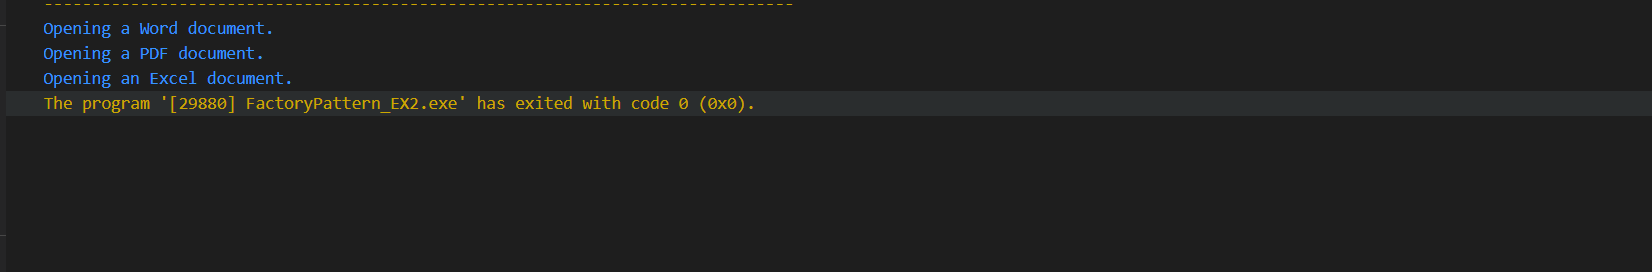 ------------------------------------------------------------------------------
Opening a Word document.
Opening a PDF document.
Opening an Excel document.
The program '[29880] FactoryPattern_EX2.exe' has exited with code 0 (0x0).